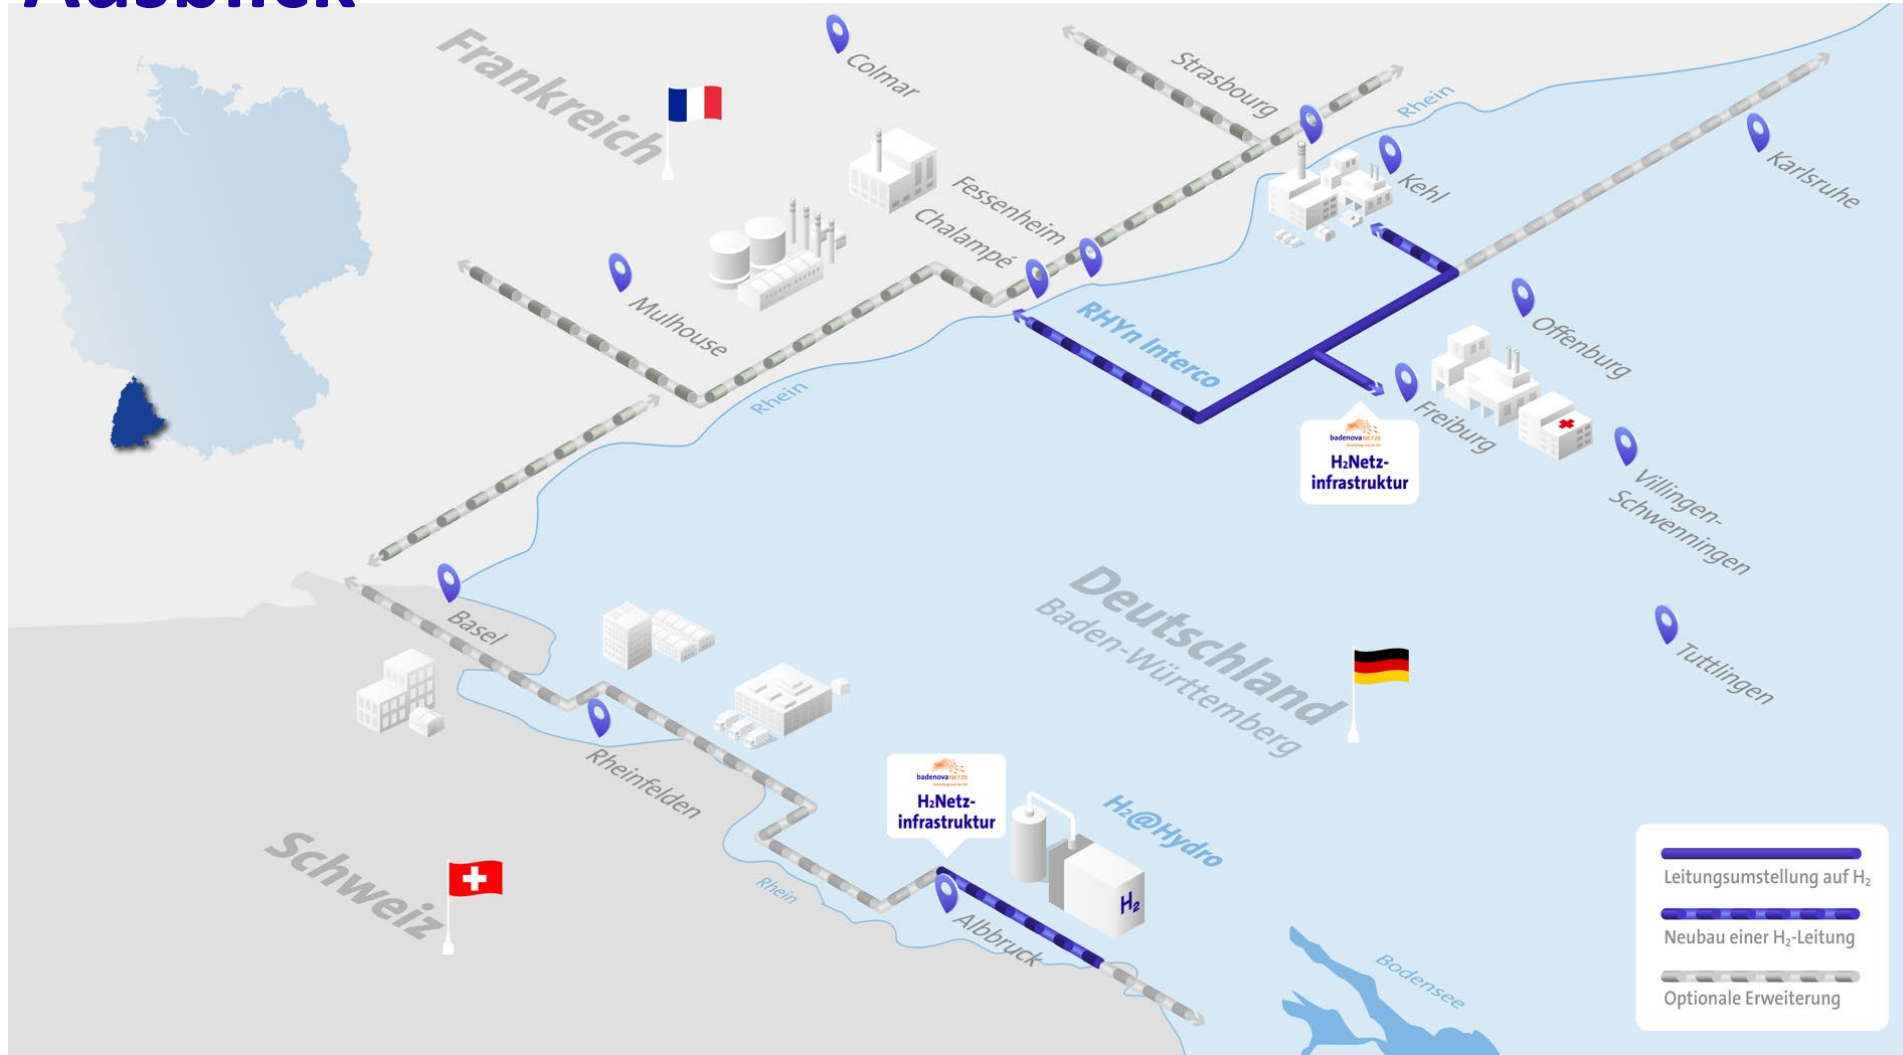 Ausblick
Frankreich
Colmar
Strasbourg
Rhein
Karlsruhe
Kehl
Fessenheim
Chalampé
Mulhouse
RHYn Interco
Offenburg
Rhein
Freiburg
badenovaNETZE
H₂Netz-
infrastruktur
Villingen-
Schwenningen
Basel
Deutschland
Baden-Württemberg
Tuttlingen
Rheinfelden
badenovaNETZE
H₂Netz-
infrastruktur
H₂@Hydro
Schweiz
Rhein
H₂
Albbruck
Bodensee
Leitungsumstellung auf H₂
Neubau einer H₂-Leitung
Optionale Erweiterung